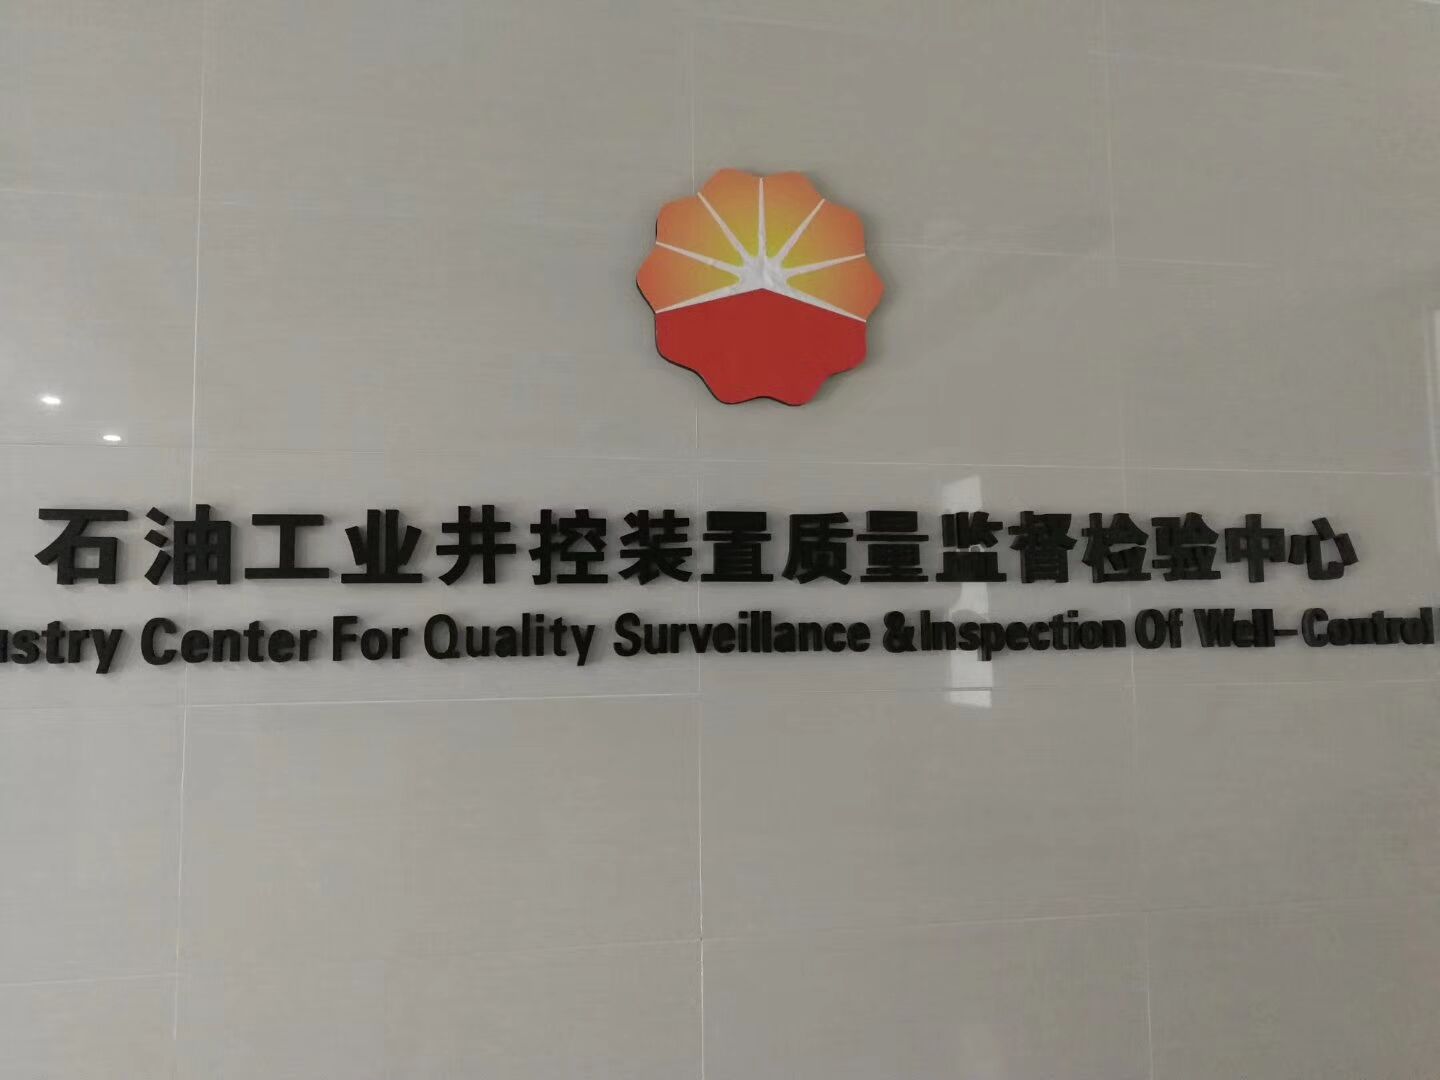 石油工业井控装置质量监督检验中心
ustry Center For Quality Surveillance &Inspection Of Well-Control